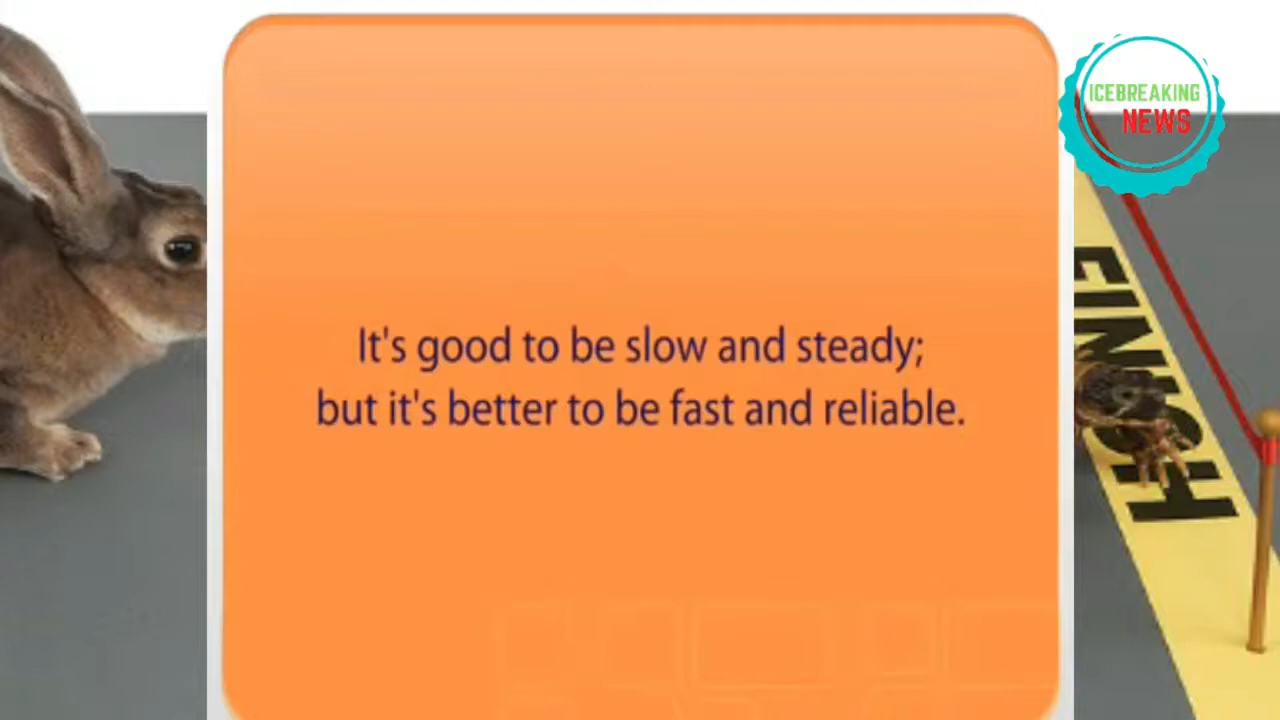 ICEBREAKING
NEWS
It's good to be slow and steady;
but it's better to be fast and reliable.
FINISH